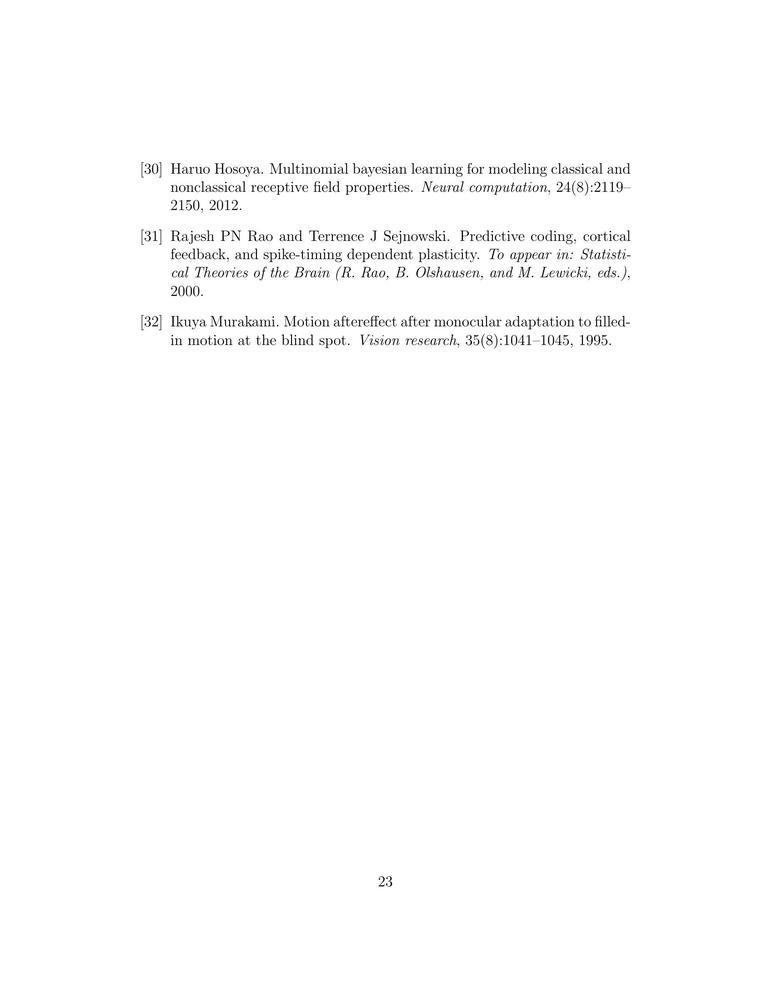 [30] Haruo Hosoya. Multinomial bayesian learning for modeling classical and
nonclassical receptive field properties. Neural computation, 24(8):2119–
2150, 2012.
[31] Rajesh PN Rao and Terrence J Sejnowski. Predictive coding, cortical
feedback, and spike-timing dependent plasticity. To appear in: Statisti-
cal Theories of the Brain (R. Rao, B. Olshausen, and M. Lewicki, eds.),
2000.
[32] Ikuya Murakami. Motion aftereffect after monocular adaptation to filled-
in motion at the blind spot. Vision research, 35(8):1041–1045, 1995.
23